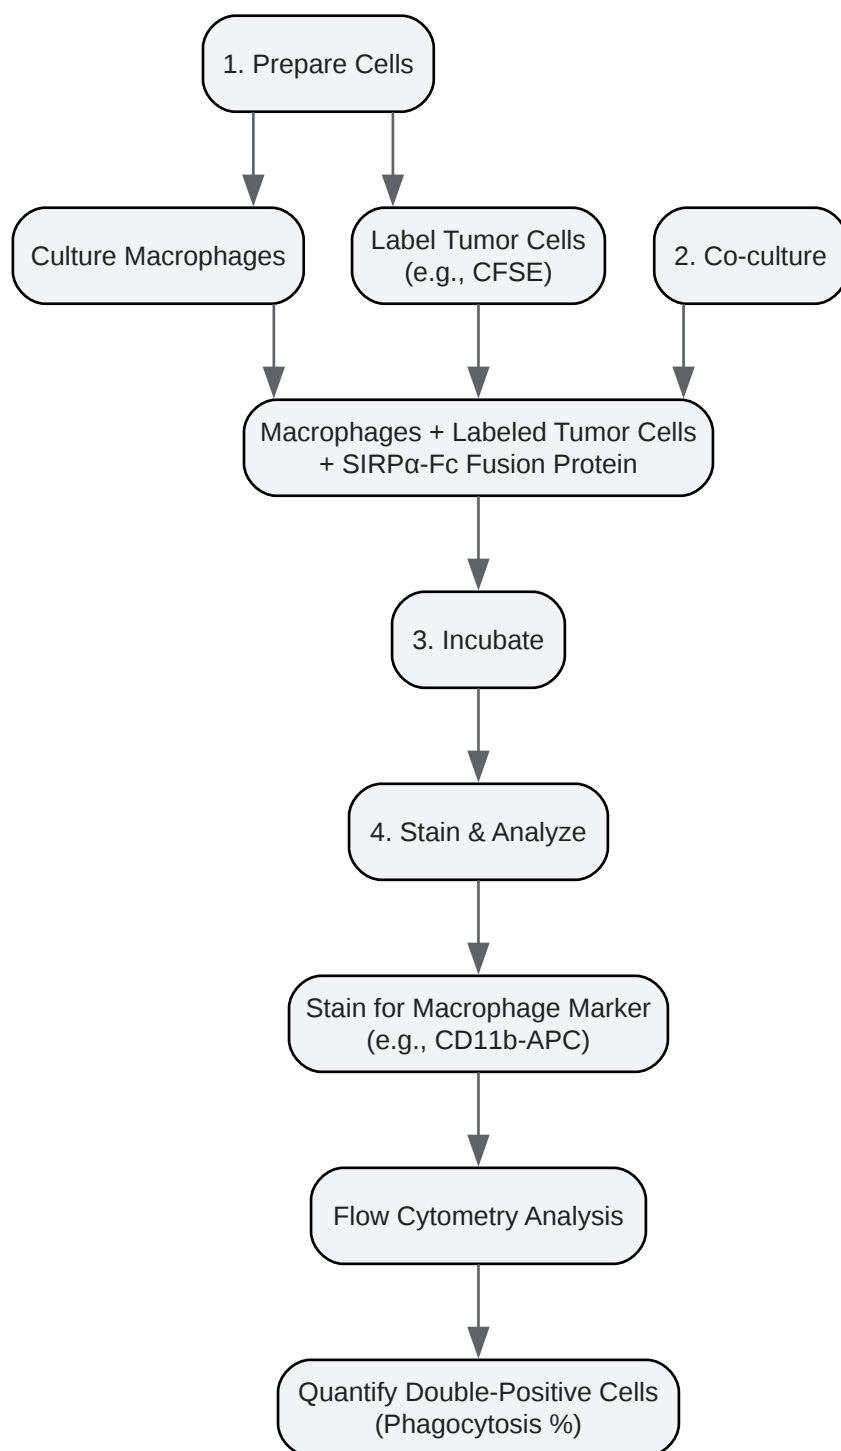 1. Prepare Cells
Culture Macrophages
Label Tumor Cells
(e.g., CFSE)
2. Co-culture
Macrophages + Labeled Tumor Cells
+ SIRPα-Fc Fusion Protein
3. Incubate
4. Stain & Analyze
Stain for Macrophage Marker
(e.g., CD11b-APC)
Flow Cytometry Analysis
Quantify Double-Positive Cells
(Phagocytosis %)